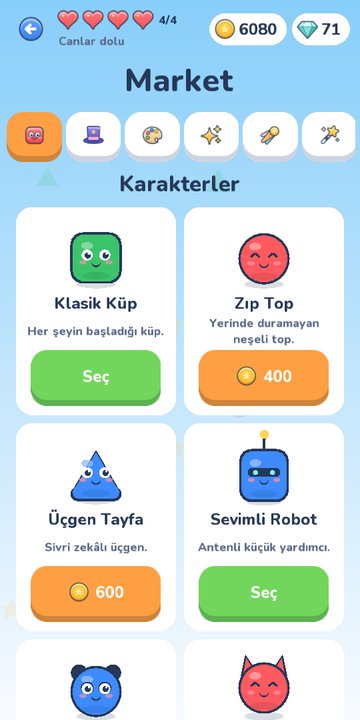 4/4
Canlar dolu
6080
71
Market
Karakterler
Klasik Küp
Her şeyin başladığı küp.
Seç
Zıp Top
Yerinde duramayan
neşeli top.
400
Üçgen Tayfa
Sivri zekâlı üçgen.
600
Sevimli Robot
Antenli küçük yardımcı.
Seç